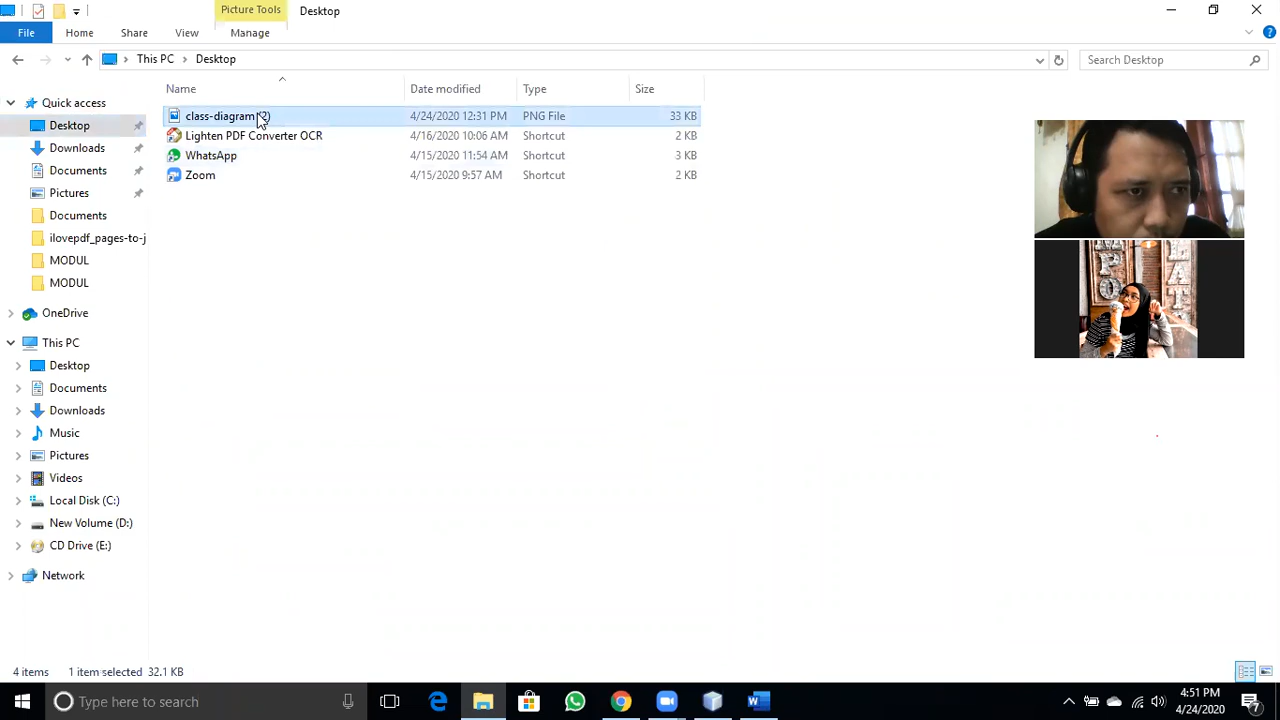 Picture Tools
Desktop
File
Home
Share
View
Manage
This PC
Desktop
Search Desktop
Name
Date modified
Type
Size
Quick access
Desktop
Downloads
Documents
Pictures
Documents
ilovepdf_pages-to-j
MODUL
MODUL
OneDrive
This PC
Desktop
Documents
Downloads
Music
Pictures
Videos
Local Disk (C:)
New Volume (D:)
CD Drive (E:)
Network
class-diagram (2) 4/24/2020 12:31 PM PNG File 33 KB
Lighten PDF Converter OCR 4/16/2020 10:06 AM Shortcut 2 KB
WhatsApp 4/15/2020 11:54 AM Shortcut 3 KB
Zoom 4/15/2020 9:57 AM Shortcut 2 KB
4 items 1 item selected 32.1 KB
Type here to search
4:51 PM
4/24/2020
7